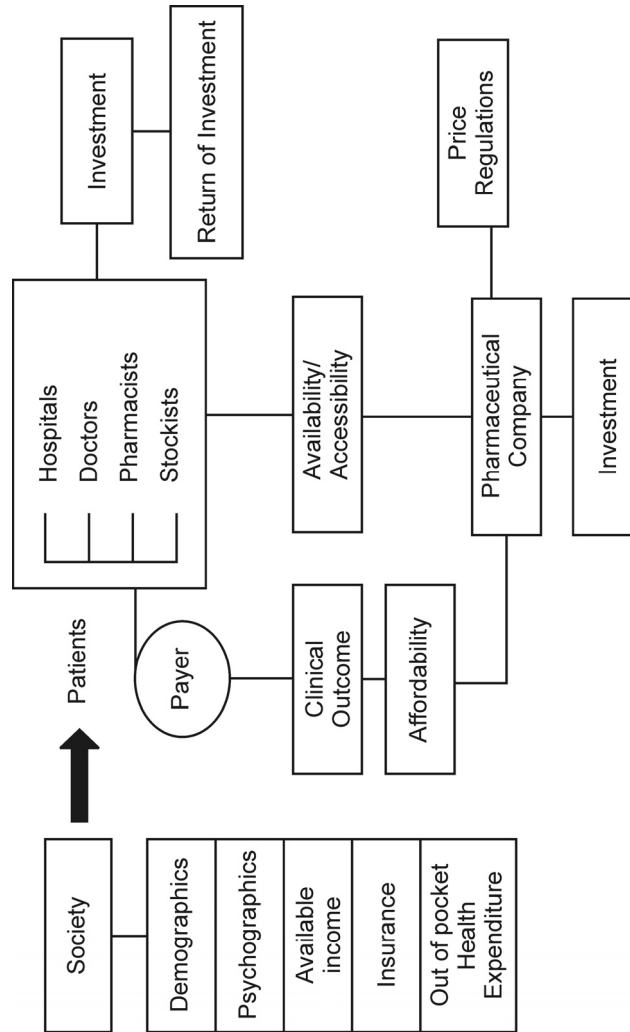 Society
Demographics
Psychographics
Available
income
Insurance
Out of pocket
Health
Expenditure
Patients
Payer
Clinical
Outcome
Affordability
Hospitals
Doctors
Pharmacists
Stockists
Availability/
Accessibility
Pharmaceutical
Company
Investment
Investment
Return of Investment
Price
Regulations